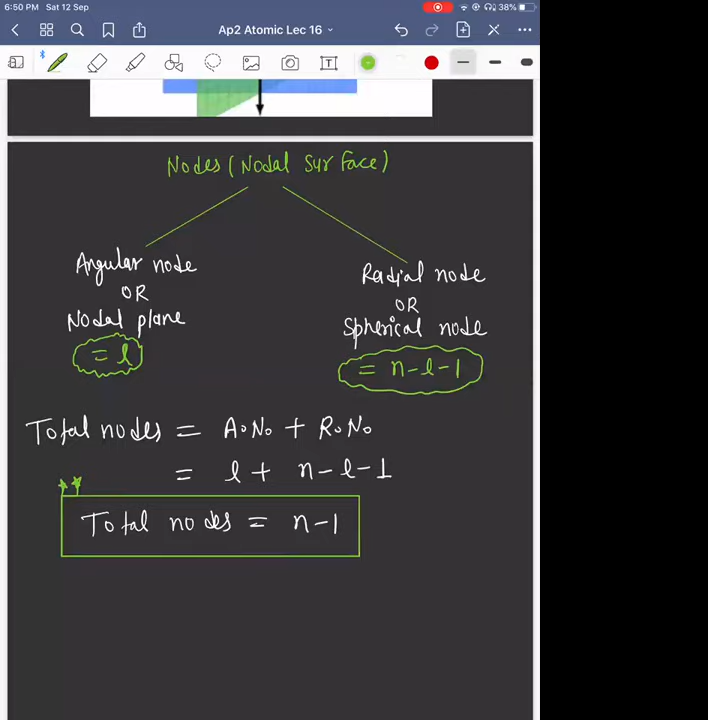 6:50 PM Sat 12 Sep
38%
Ap2 Atomic Lec 16
T
Nodes (Nodal Surface)
Angular node
OR
Nodal plane
= l
Radial node
OR
Spherical node
= n-l-1
Total nodes = A.N. + R.N.
= l + n-l-1
Total nodes = n-1